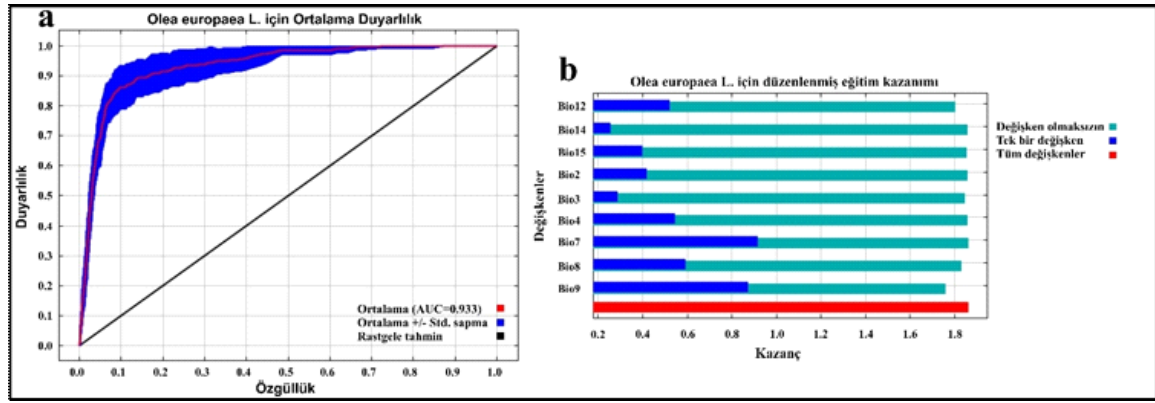 a
Olea europaea L. için Ortalama Duyarlılık
Duyarlılık
1.0
0.9
0.8
0.7
0.6
0.5
0.4
0.3
0.2
0.1
0.0
Ortalama (AUC=0.933)
Ortalama +/- Std. sapma
Rastgele tahmin
0.0 0.1 0.2 0.3 0.4 0.5 0.6 0.7 0.8 0.9 1.0
Özgüllük
b
Olea europaea L. için düzenlenmiş eğitim kazanımı
Değişkenler
Bio12
Bio14
Bio15
Bio2
Bio3
Bio4
Bio7
Bio8
Bio9
0.2 0.4 0.6 0.8 1.0 1.2 1.4 1.6 1.8
Kazanç
Değişken olmaksızın
Tek bir değişken
Tüm değişkenler